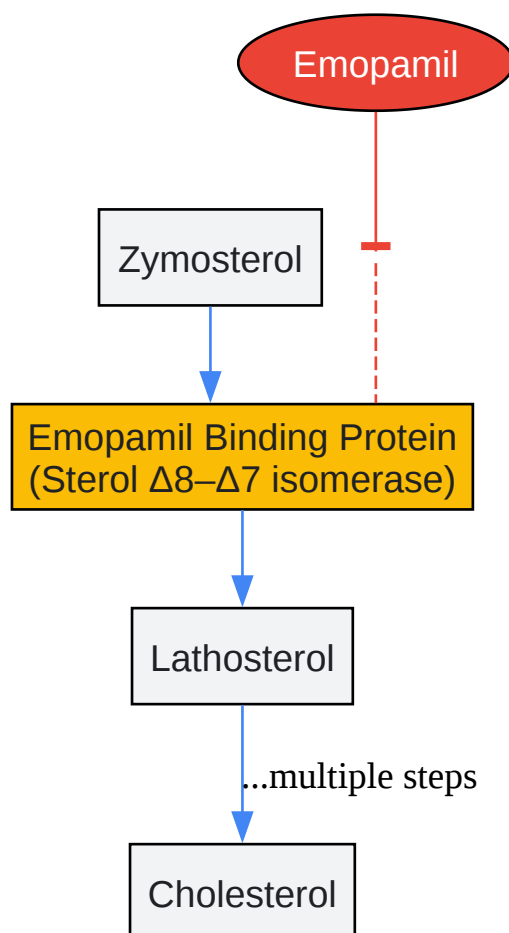 Emopamil
Zymosterol
Emopamil Binding Protein
(Sterol Δ8–Δ7 isomerase)
Lathosterol
...multiple steps
Cholesterol